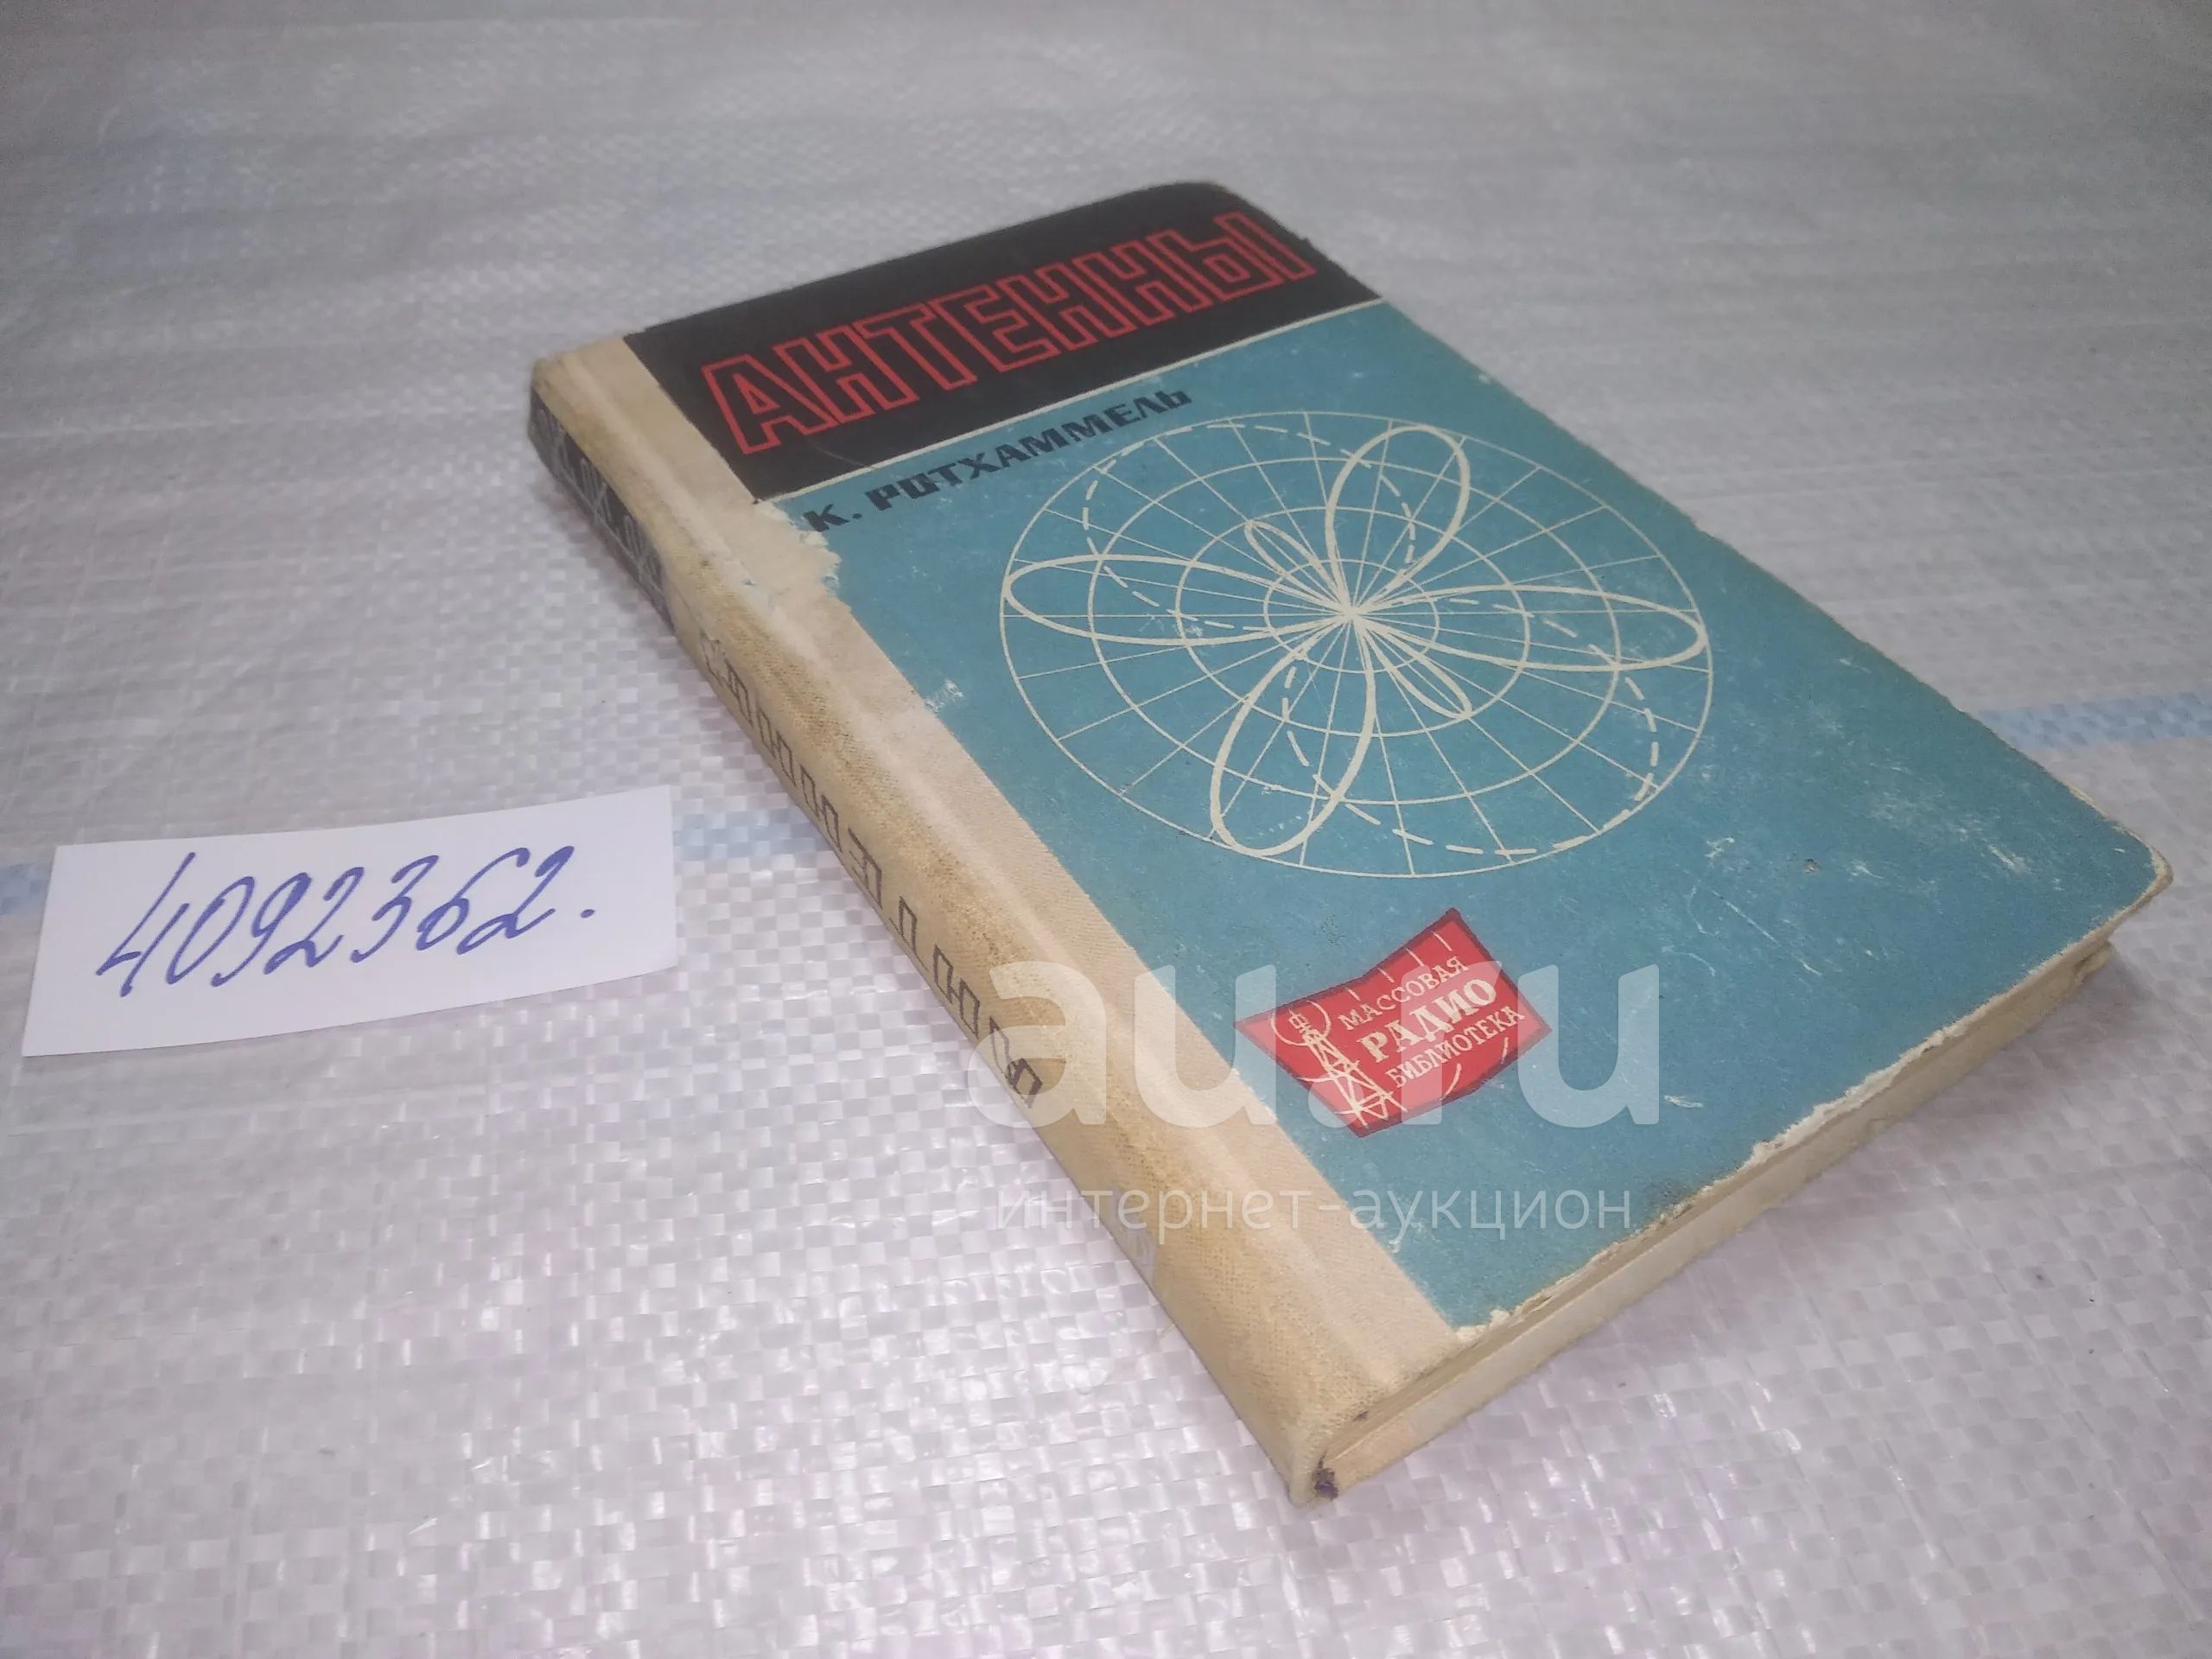 АНТЕННЫ
К. РОТХАММЕЛЬ
МАССОВАЯ
РАДИО
БИБЛИОТЕКА
4092362.
au.ru
интернет-аукцион